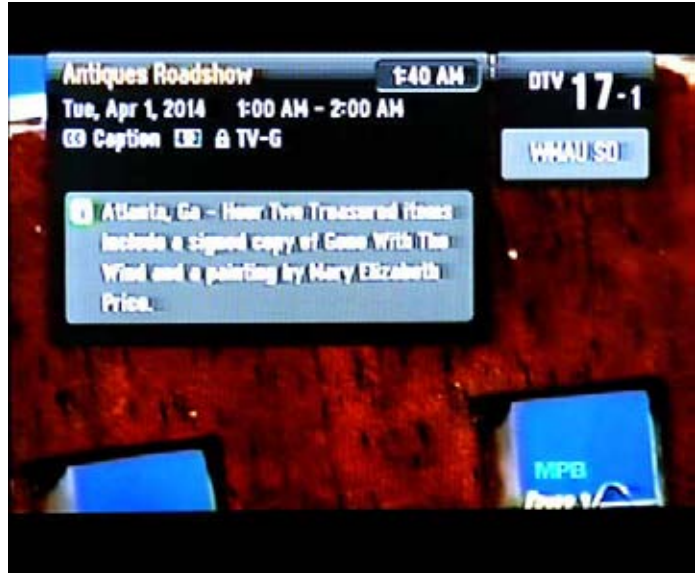 Antiques Roadshow
1:40 AM
DTV 17-1
Tue, Apr 1, 2014 1:00 AM - 2:00 AM
CC Caption TV-G
WMAU SD
i Atlanta, Ga - Hour Two Treasured items
include a signed copy of Gone With The
Wind and a painting by Mary Elizabeth
Price.
MPB